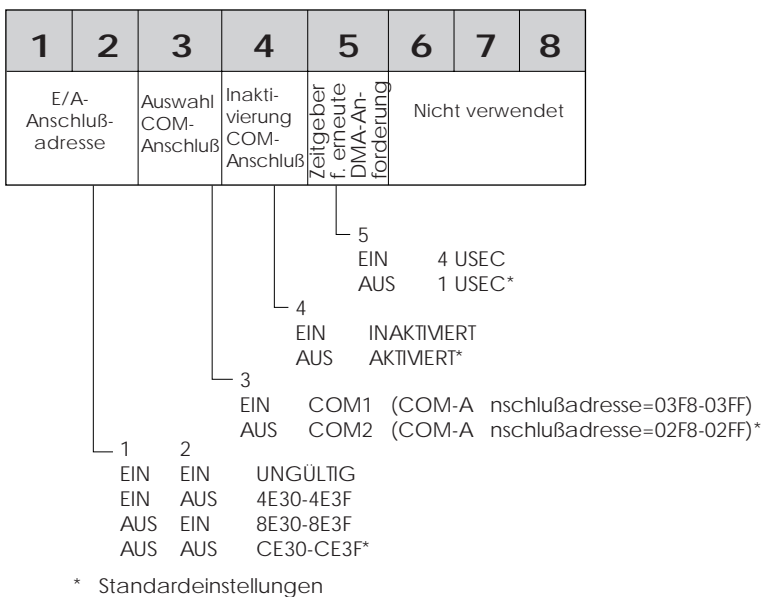 1 2 3 4 5 6 7 8
E/A-
Anschluß-
adresse
Auswahl
COM-
Anschluß
Inakti-
vierung
COM-
Anschluß
Zeitgeber
f. erneute
DMA-An-
forderung
Nicht verwendet
5
EIN 4 USEC
AUS 1 USEC*
4
EIN INAKTIVIERT
AUS AKTIVIERT*
3
EIN COM1 (COM-A nschlußadresse=03F8-03FF)
AUS COM2 (COM-A nschlußadresse=02F8-02FF)*
1 2
EIN EIN UNGÜLTIG
EIN AUS 4E30-4E3F
AUS EIN 8E30-8E3F
AUS AUS CE30-CE3F*
* Standardeinstellungen